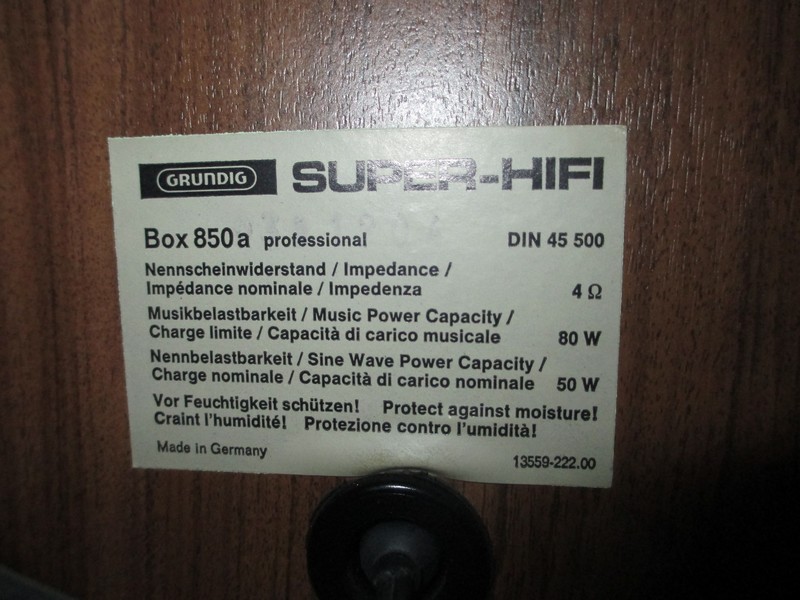 GRUNDIG SUPER-HIFI
Box 850a professional DIN 45 500
Nennscheinwiderstand / Impedance /
Impédance nominale / Impedenza 4 Ω
Musikbelastbarkeit / Music Power Capacity /
Charge limite / Capacità di carico musicale 80 W
Nennbelastbarkeit / Sine Wave Power Capacity /
Charge nominale / Capacità di carico nominale 50 W
Vor Feuchtigkeit schützen! Protect against moisture!
Craint l'humidité! Protezione contro l'umidità!
Made in Germany 13559-222.00